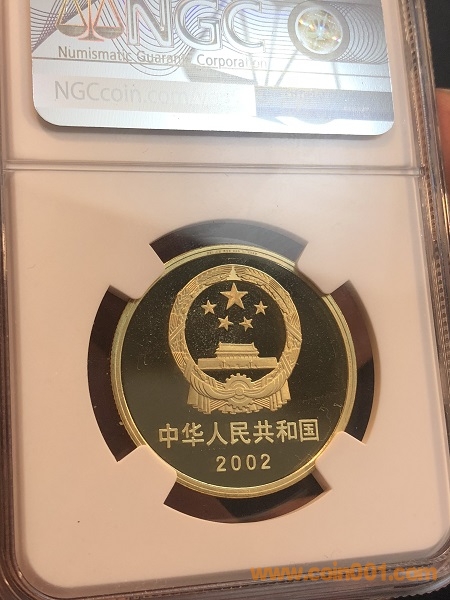 NGC
Numismatic Guaranty Corporation
NGCcoin.com
中华人民共和国
2002
www.coin001.com